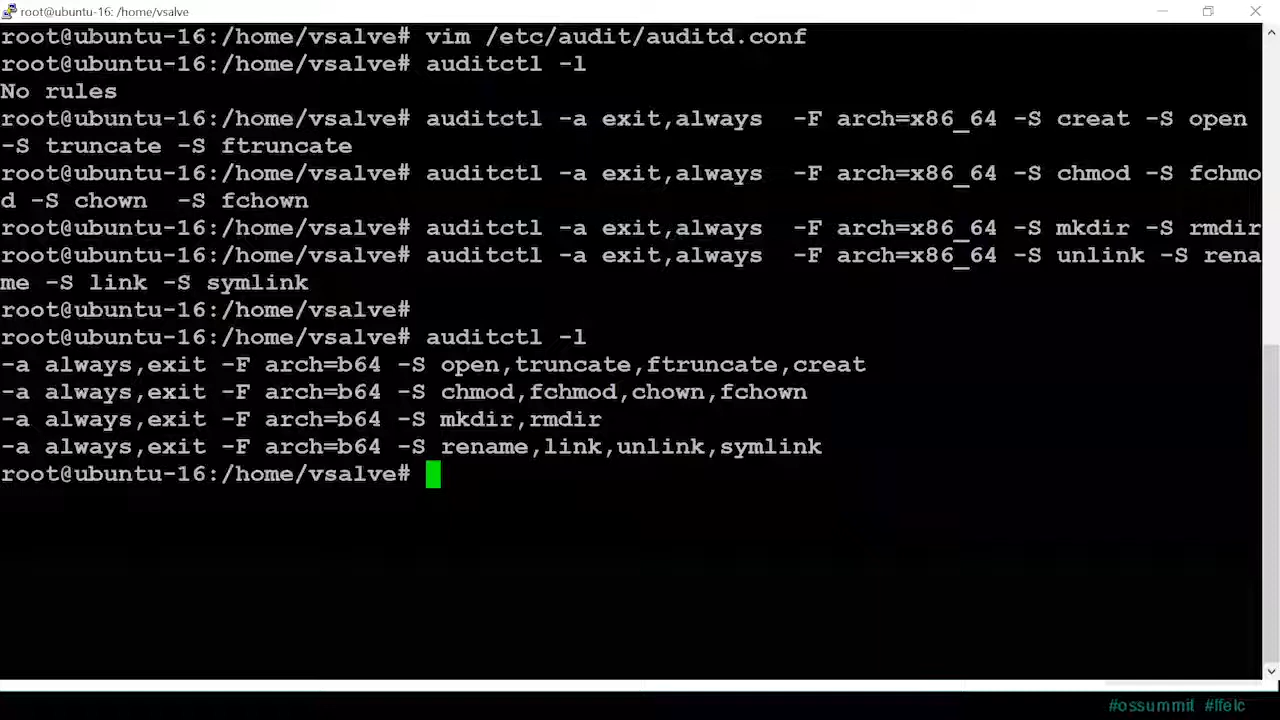 root@ubuntu-16: /home/vsalve
root@ubuntu-16:/home/vsalve# vim /etc/audit/auditd.conf
root@ubuntu-16:/home/vsalve# auditctl -l
No rules
root@ubuntu-16:/home/vsalve# auditctl -a exit,always  -F arch=x86_64 -S creat -S open
-S truncate -S ftruncate
root@ubuntu-16:/home/vsalve# auditctl -a exit,always  -F arch=x86_64 -S chmod -S fchmo
d -S chown  -S fchown
root@ubuntu-16:/home/vsalve# auditctl -a exit,always  -F arch=x86_64 -S mkdir -S rmdir
root@ubuntu-16:/home/vsalve# auditctl -a exit,always  -F arch=x86_64 -S unlink -S rena
me -S link -S symlink
root@ubuntu-16:/home/vsalve#
root@ubuntu-16:/home/vsalve# auditctl -l
-a always,exit -F arch=b64 -S open,truncate,ftruncate,creat
-a always,exit -F arch=b64 -S chmod,fchmod,chown,fchown
-a always,exit -F arch=b64 -S mkdir,rmdir
-a always,exit -F arch=b64 -S rename,link,unlink,symlink
root@ubuntu-16:/home/vsalve#
#ossummit #lfelc